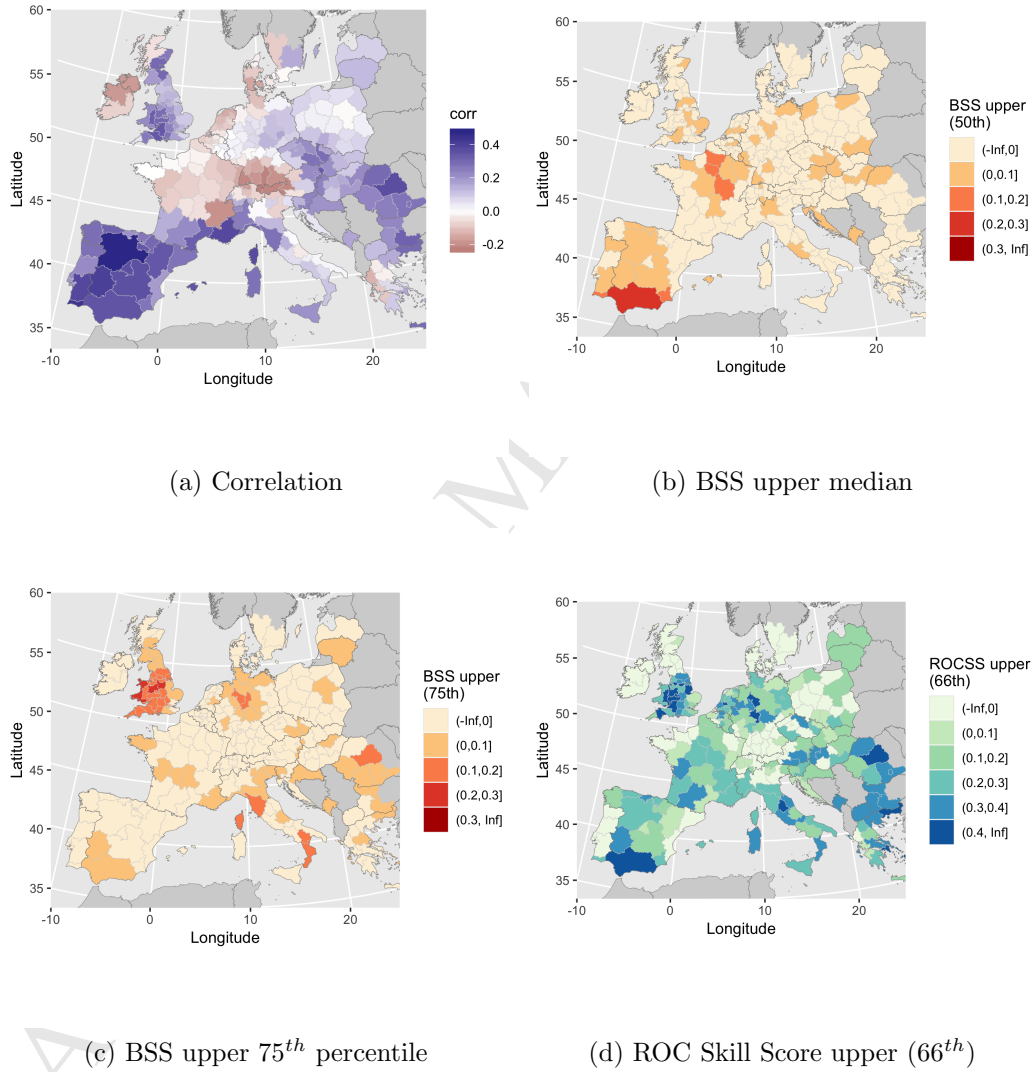 60
55
50
45
40
35
Latitude
-10
0
10
20
Longitude
corr
0.4
0.2
0.0
-0.2
(a) Correlation
60
55
50
45
40
35
Latitude
-10
0
10
20
Longitude
BSS upper
(50th)
(-Inf,0]
(0,0.1]
(0.1,0.2]
(0.2,0.3]
(0.3, Inf]
(b) BSS upper median
60
55
50
45
40
35
Latitude
-10
0
10
20
Longitude
BSS upper
(75th)
(-Inf,0]
(0,0.1]
(0.1,0.2]
(0.2,0.3]
(0.3, Inf]
(c) BSS upper 75th percentile
60
55
50
45
40
35
Latitude
-10
0
10
20
Longitude
ROCSS upper
(66th)
(-Inf,0]
(0,0.1]
(0.1,0.2]
(0.2,0.3]
(0.3,0.4]
(0.4, Inf]
(d) ROC Skill Score upper (66th)
M
A